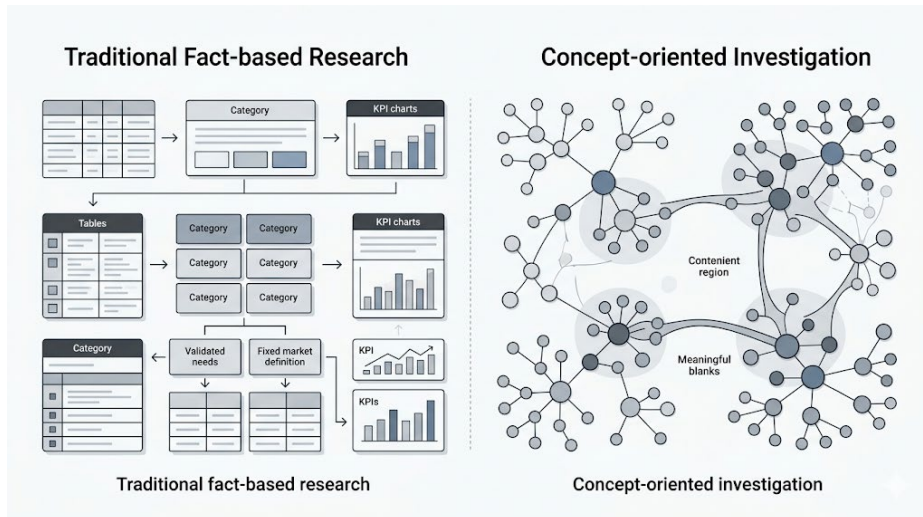 Traditional Fact-based Research
Concept-oriented Investigation
Category
KPI charts
Tables
Category
Category
Category
Category
Category
Category
KPI charts
Category
Validated
needs
Fixed market
definition
KPI
KPIs
Contenient
region
Meaningful
blanks
Traditional fact-based research
Concept-oriented investigation